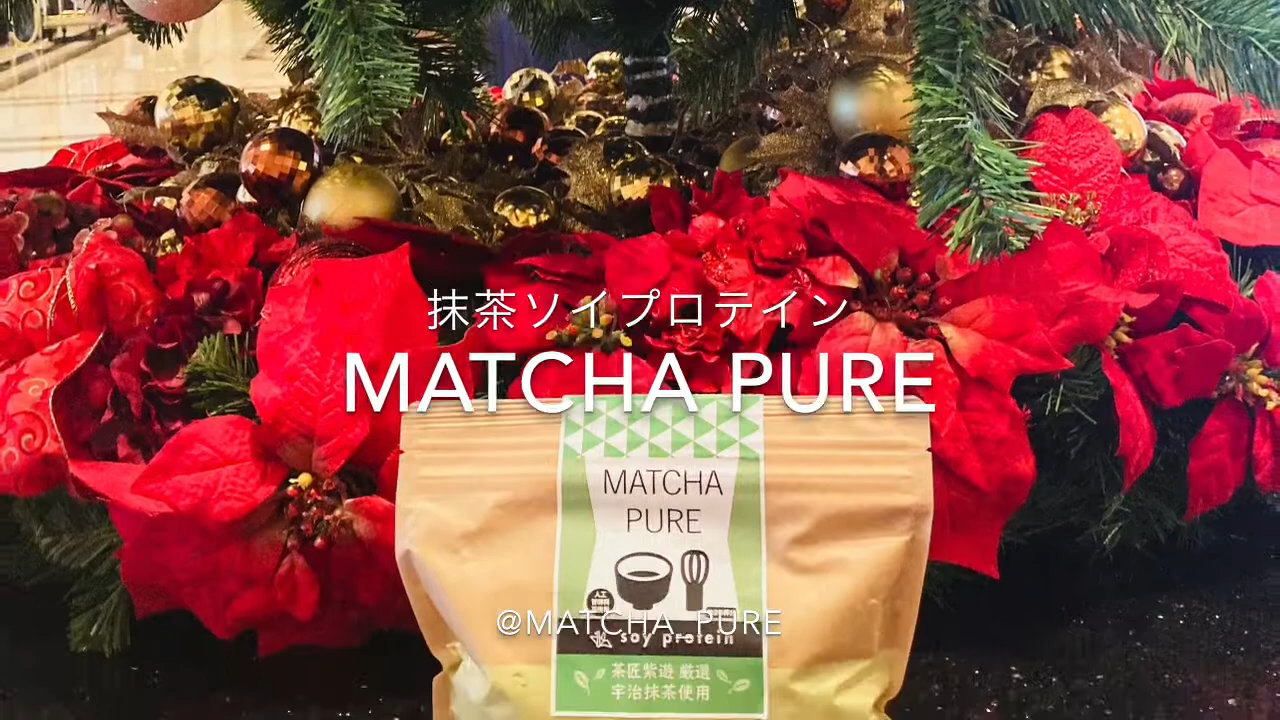 抹茶ソイプロテイン
MATCHA PURE
MATCHA
PURE
@MATCHA_PURE
soy protein
茶匠紫遊 厳選
宇治抹茶使用